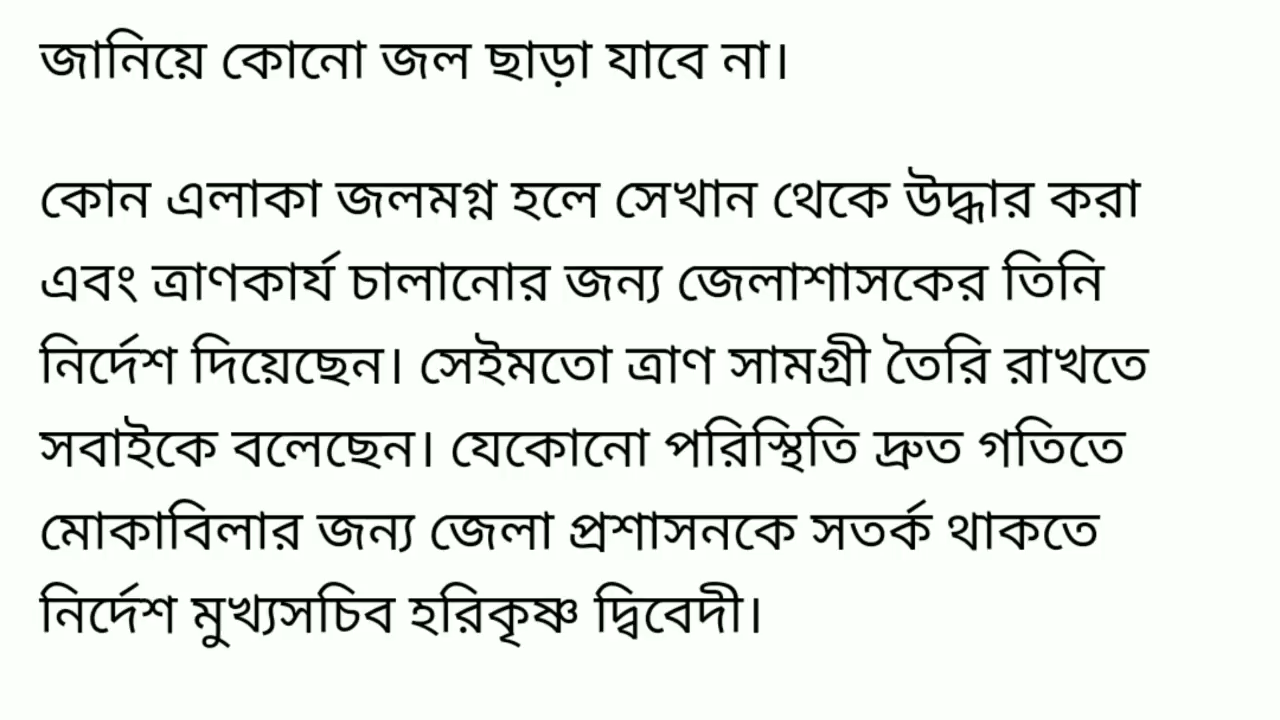 জানিয়ে কোনো জল ছাড়া যাবে না।
কোন এলাকা জলমগ্ন হলে সেখান থেকে উদ্ধার করা
এবং ত্রাণকার্য চালানোর জন্য জেলাশাসকের তিনি
নির্দেশ দিয়েছেন। সেইমতো ত্রাণ সামগ্রী তৈরি রাখতে
সবাইকে বলেছেন। যেকোনো পরিস্থিতি দ্রুত গতিতে
মোকাবিলার জন্য জেলা প্রশাসনকে সতর্ক থাকতে
নির্দেশ মুখ্যসচিব হরিকৃষ্ণ দ্বিবেদী।